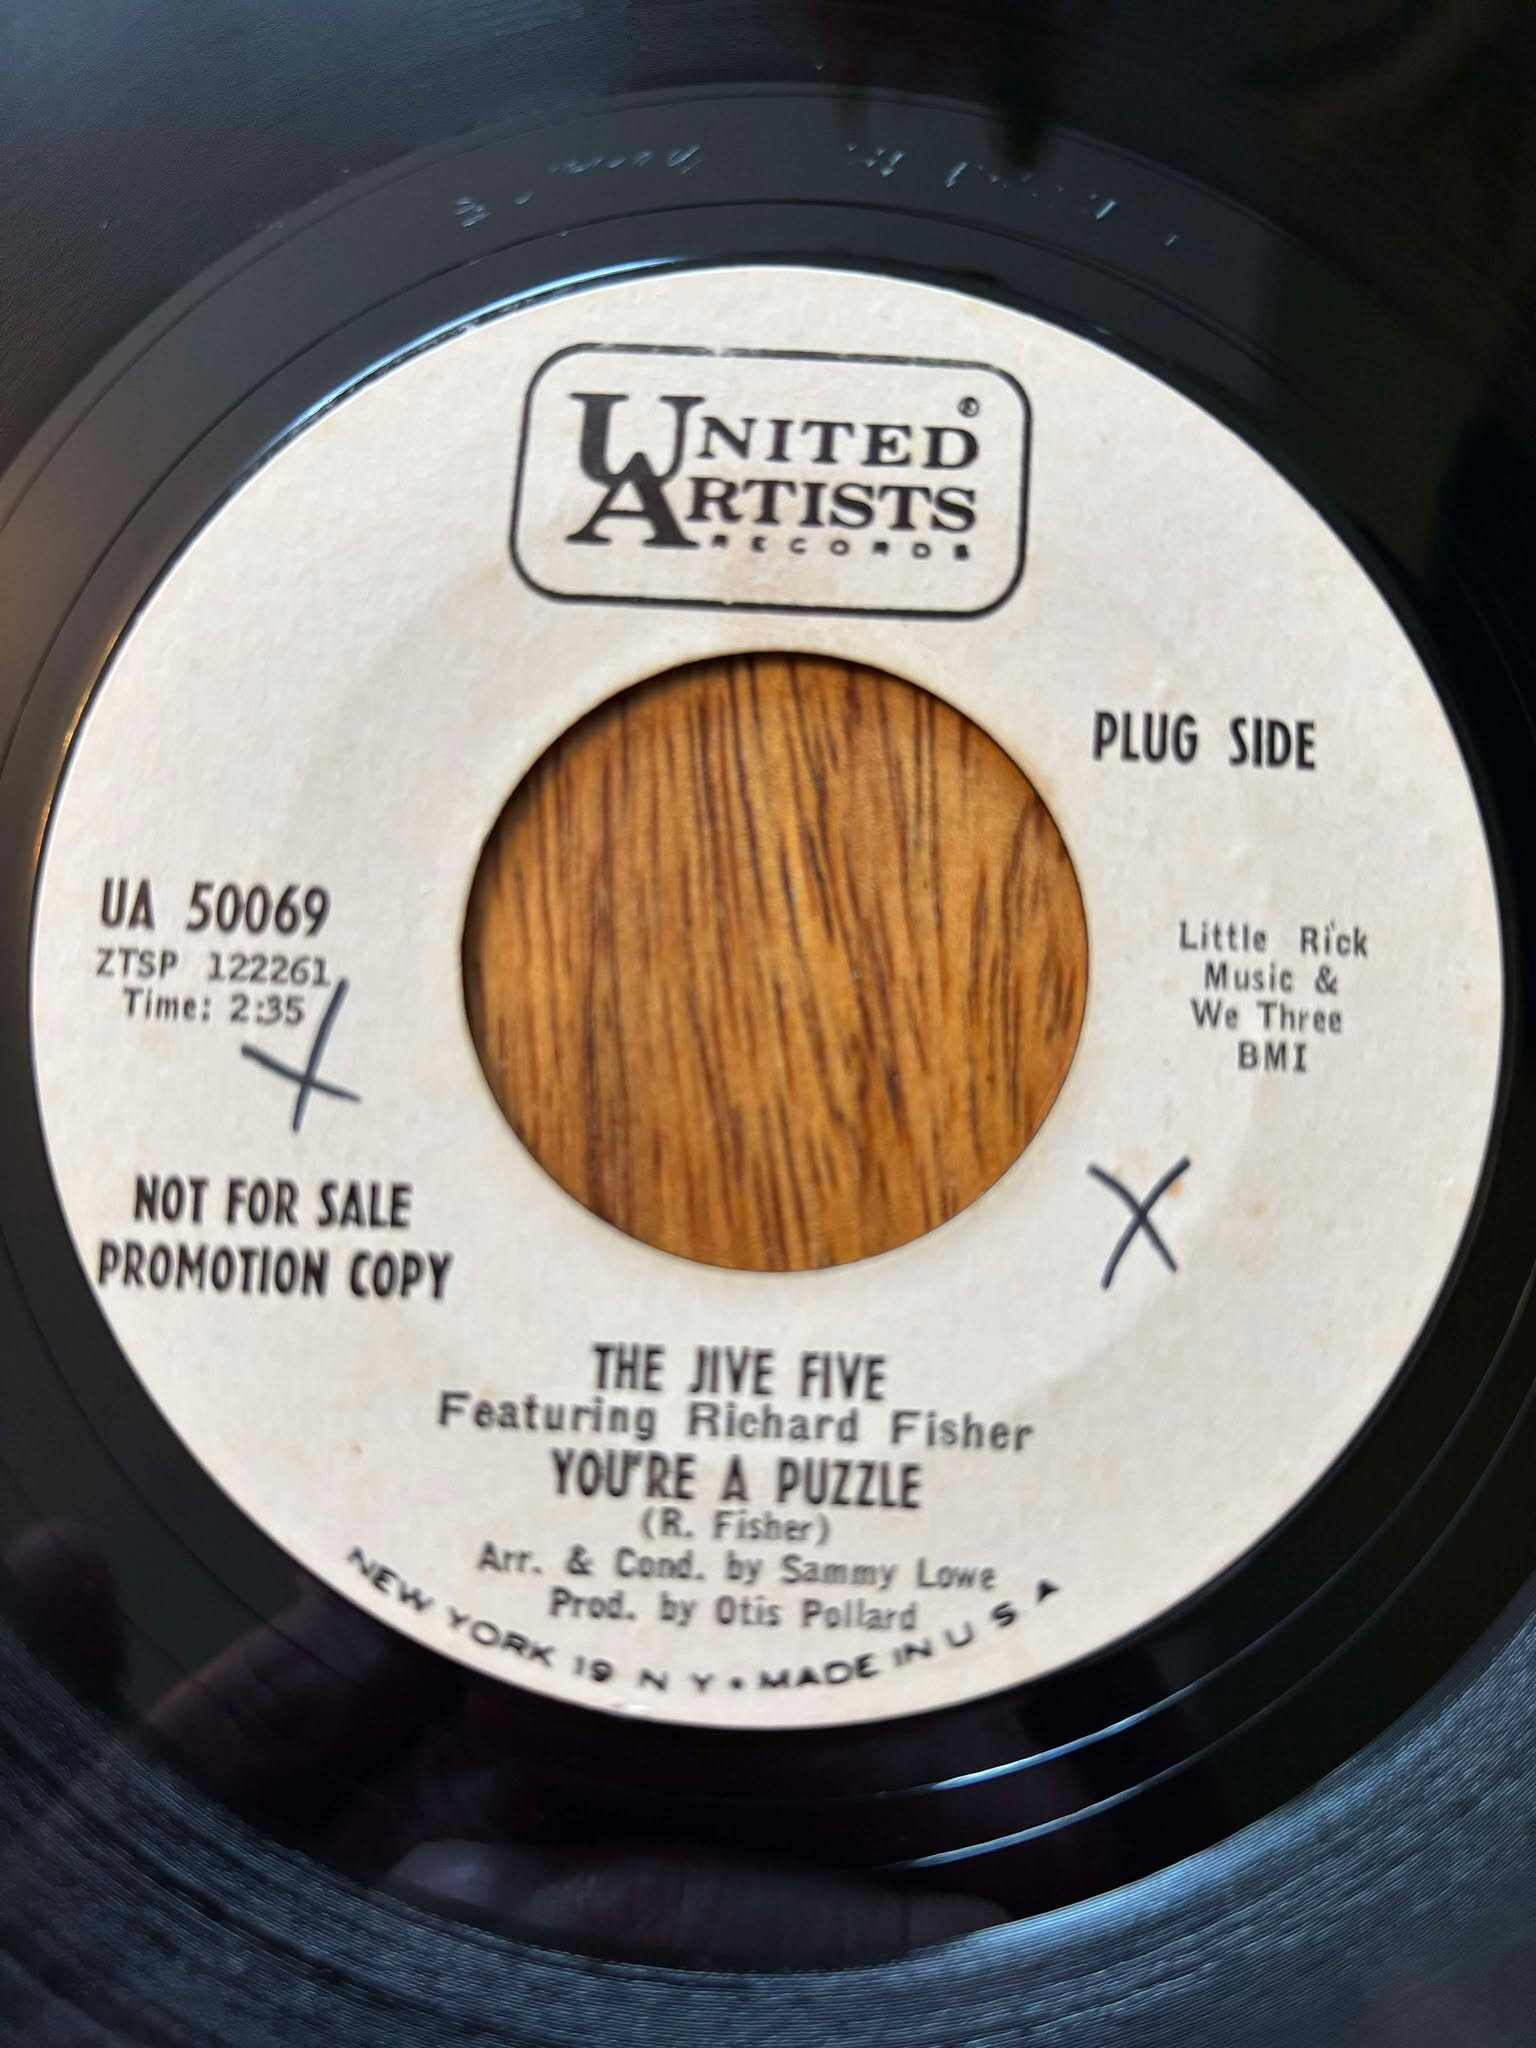 UNITED ®
ARTISTS
RECORDS
PLUG SIDE
UA 50069
ZTSP 122261
Time: 2:35
Little Rick
Music &
We Three
BMI
NOT FOR SALE
PROMOTION COPY
THE JIVE FIVE
Featuring Richard Fisher
YOU'RE A PUZZLE
(R. Fisher)
Arr. & Cond. by Sammy Lowe
Prod. by Otis Pollard
NEW YORK 19 N Y • MADE IN U S A